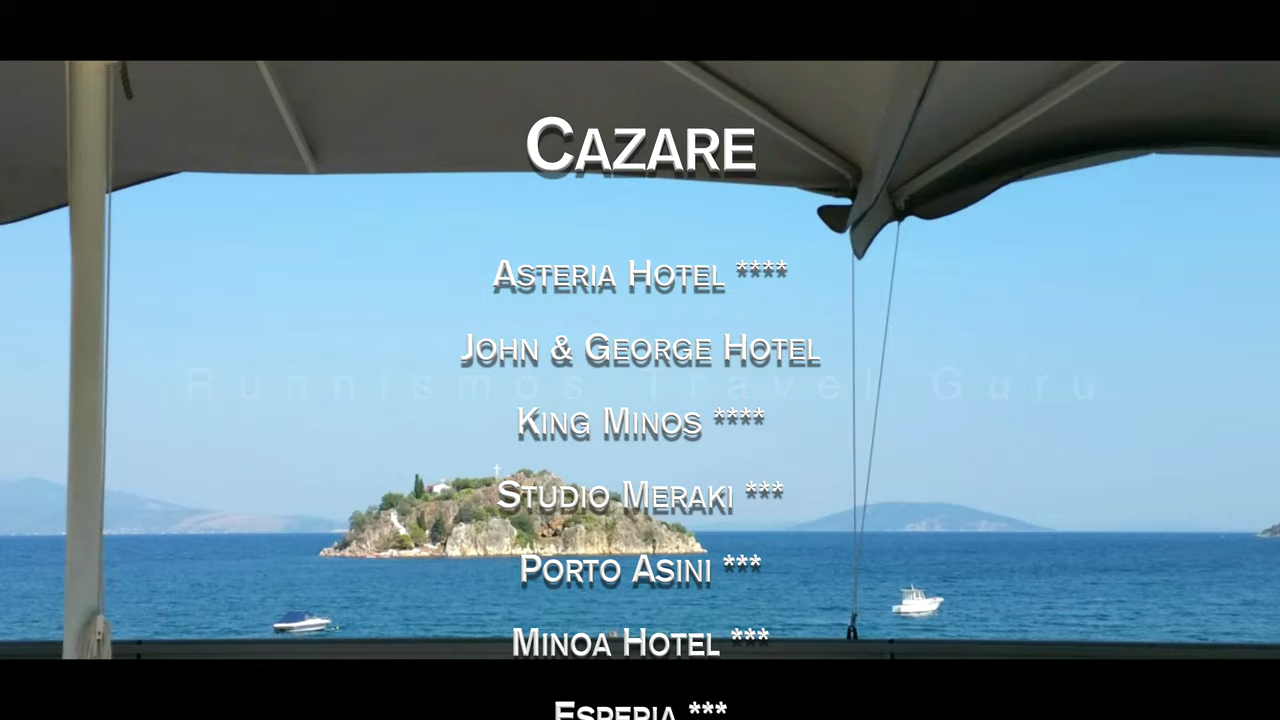 Cazare
Asteria Hotel ****
John & George Hotel
Runnismos Travel Guru
King Minos ****
Studio Meraki ***
Porto Asini ***
Minoa Hotel ***
Esperia ***